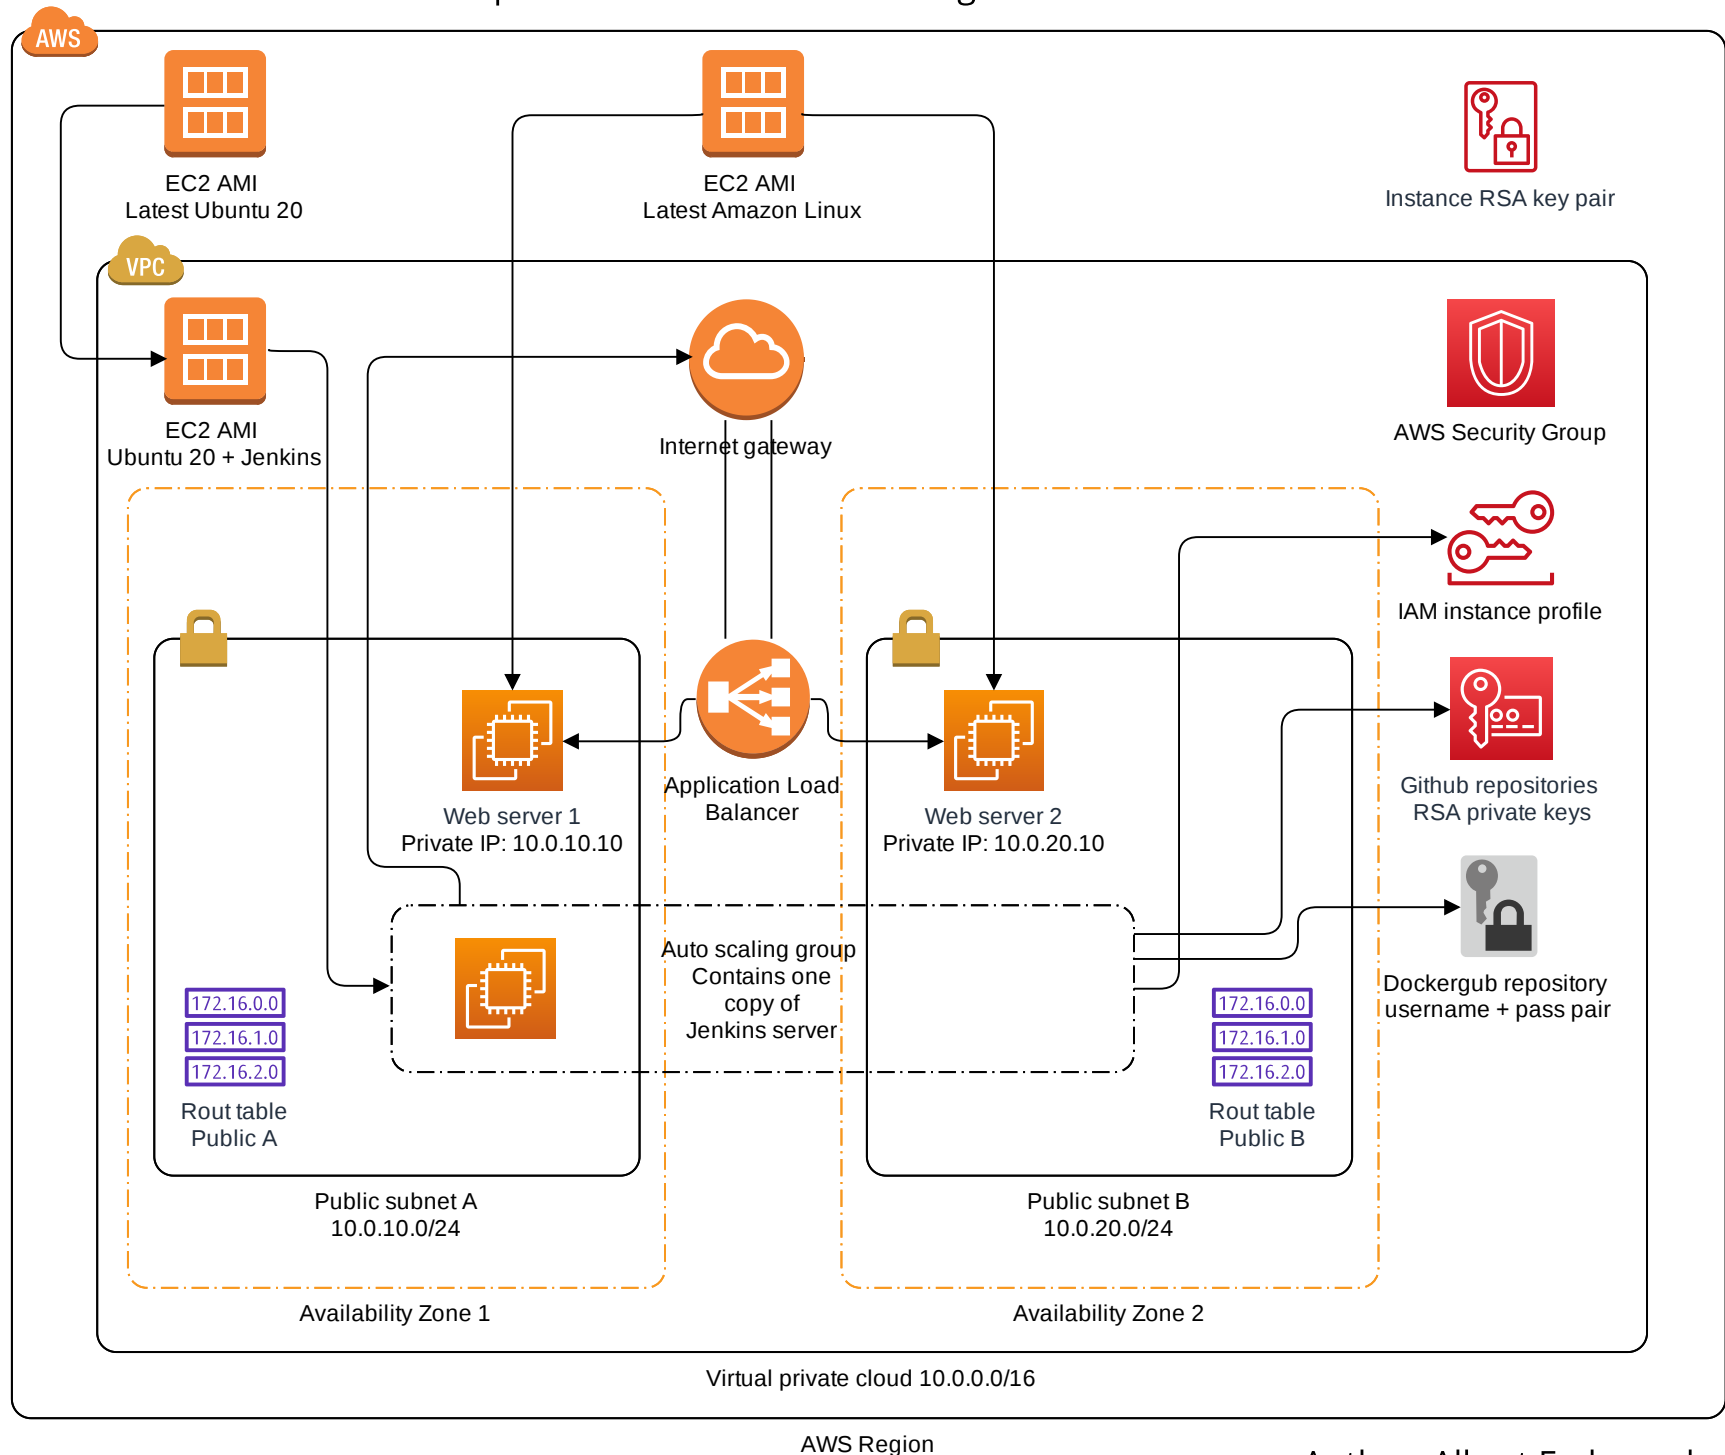 AWS
EC2 AMI
Latest Ubuntu 20
EC2 AMI
Latest Amazon Linux
Instance RSA key pair
VPC
EC2 AMI
Ubuntu 20 + Jenkins
Internet gateway
AWS Security Group
IAM instance profile
Application Load
Balancer
Web server 1
Private IP: 10.0.10.10
Web server 2
Private IP: 10.0.20.10
Github repositories
RSA private keys
Auto scaling group
Contains one
copy of
Jenkins server
Dockergub repository
username + pass pair
172.16.0.0
172.16.1.0
172.16.2.0
Rout table
Public A
172.16.0.0
172.16.1.0
172.16.2.0
Rout table
Public B
Public subnet A
10.0.10.0/24
Public subnet B
10.0.20.0/24
Availability Zone 1
Availability Zone 2
Virtual private cloud 10.0.0.0/16
AWS Region